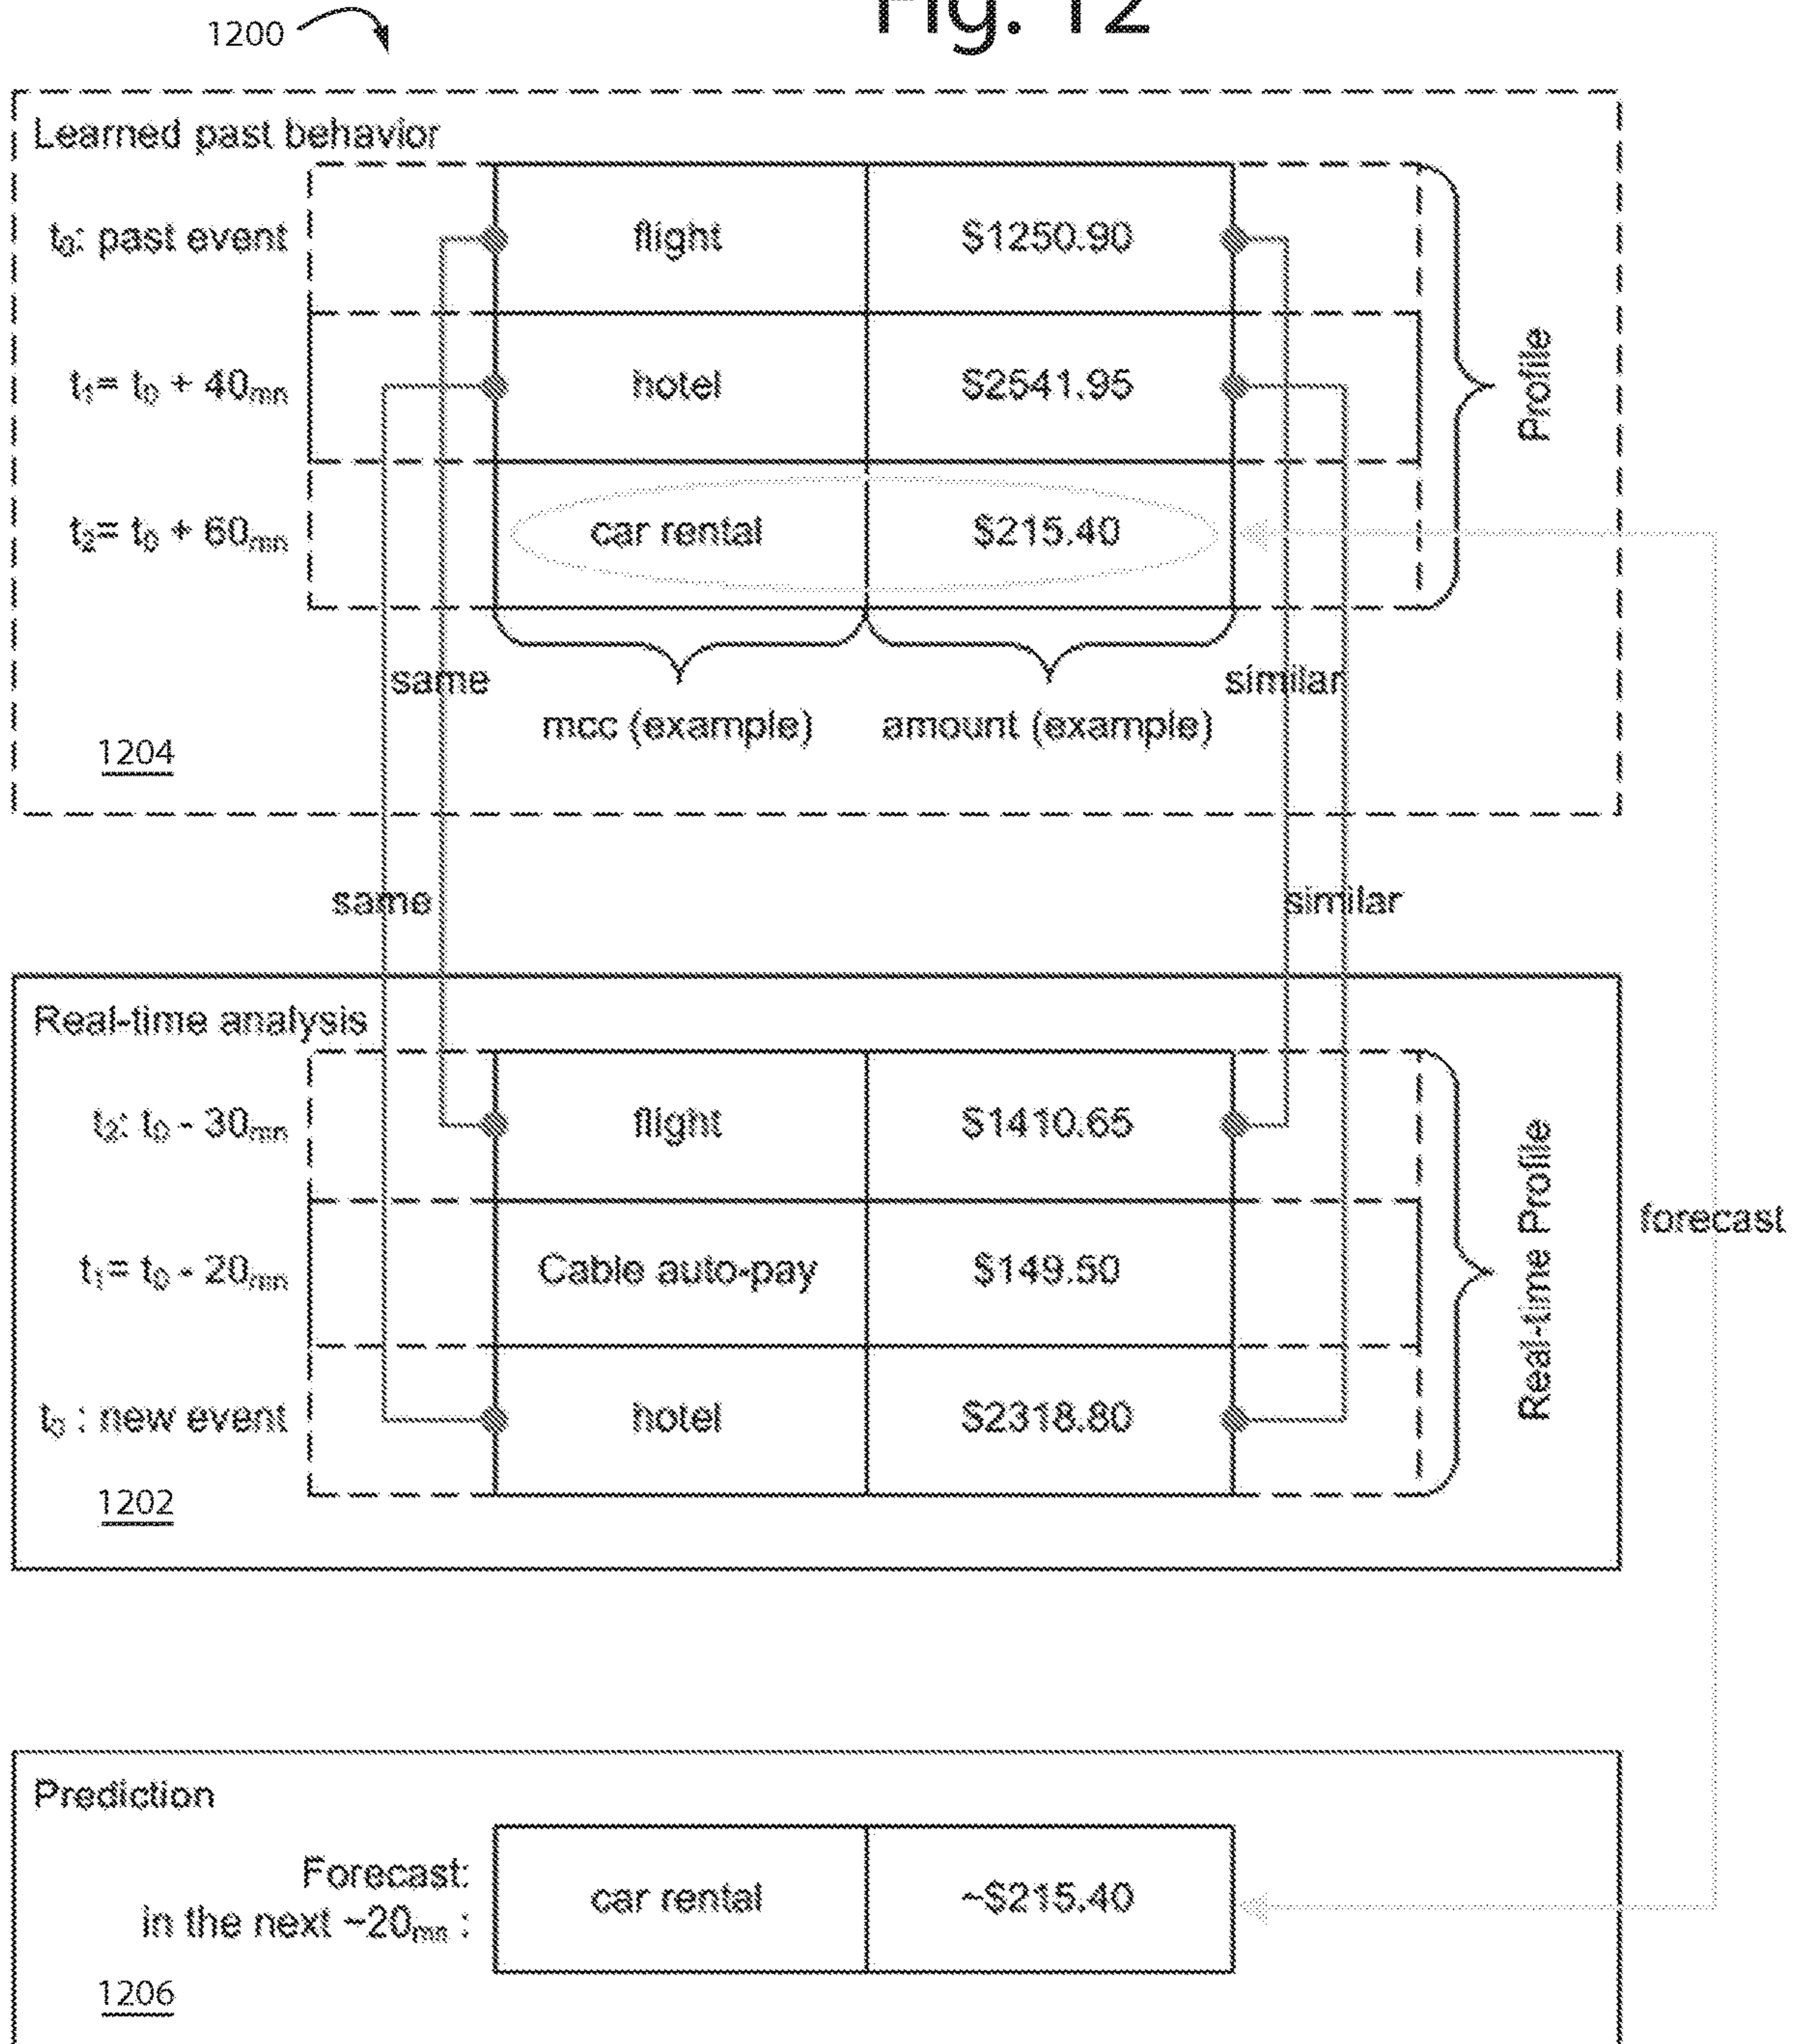 Fig. 12
1200
Learned past behavior
t0: past event flight $1250.90
t1= t0 + 40mn hotel $2541.95
t2= t0 + 60mn car rental $215.40
Profile
same similar
mcc (example) amount (example)
1204
same similar
Real-time analysis
t2: t0 - 30mn flight $1410.65
t1= t0 - 20mn Cable auto-pay $149.50
t0 : new event hotel $2318.80
Real-time Profile
forecast
1202
Prediction
Forecast:
in the next ~20mn : car rental ~$215.40
1206